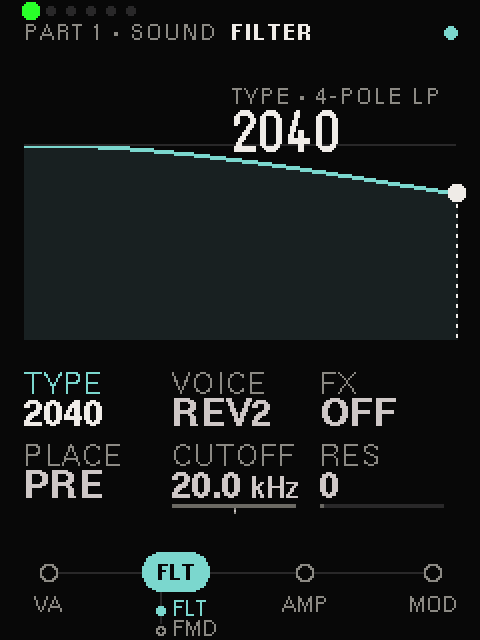 PART 1 · SOUND FILTER
TYPE · 4-POLE LP
2040
TYPE VOICE FX
2040 REV2 OFF
PLACE CUTOFF RES
PRE 20.0 kHz 0
FLT
VA FLT AMP MOD
FMD